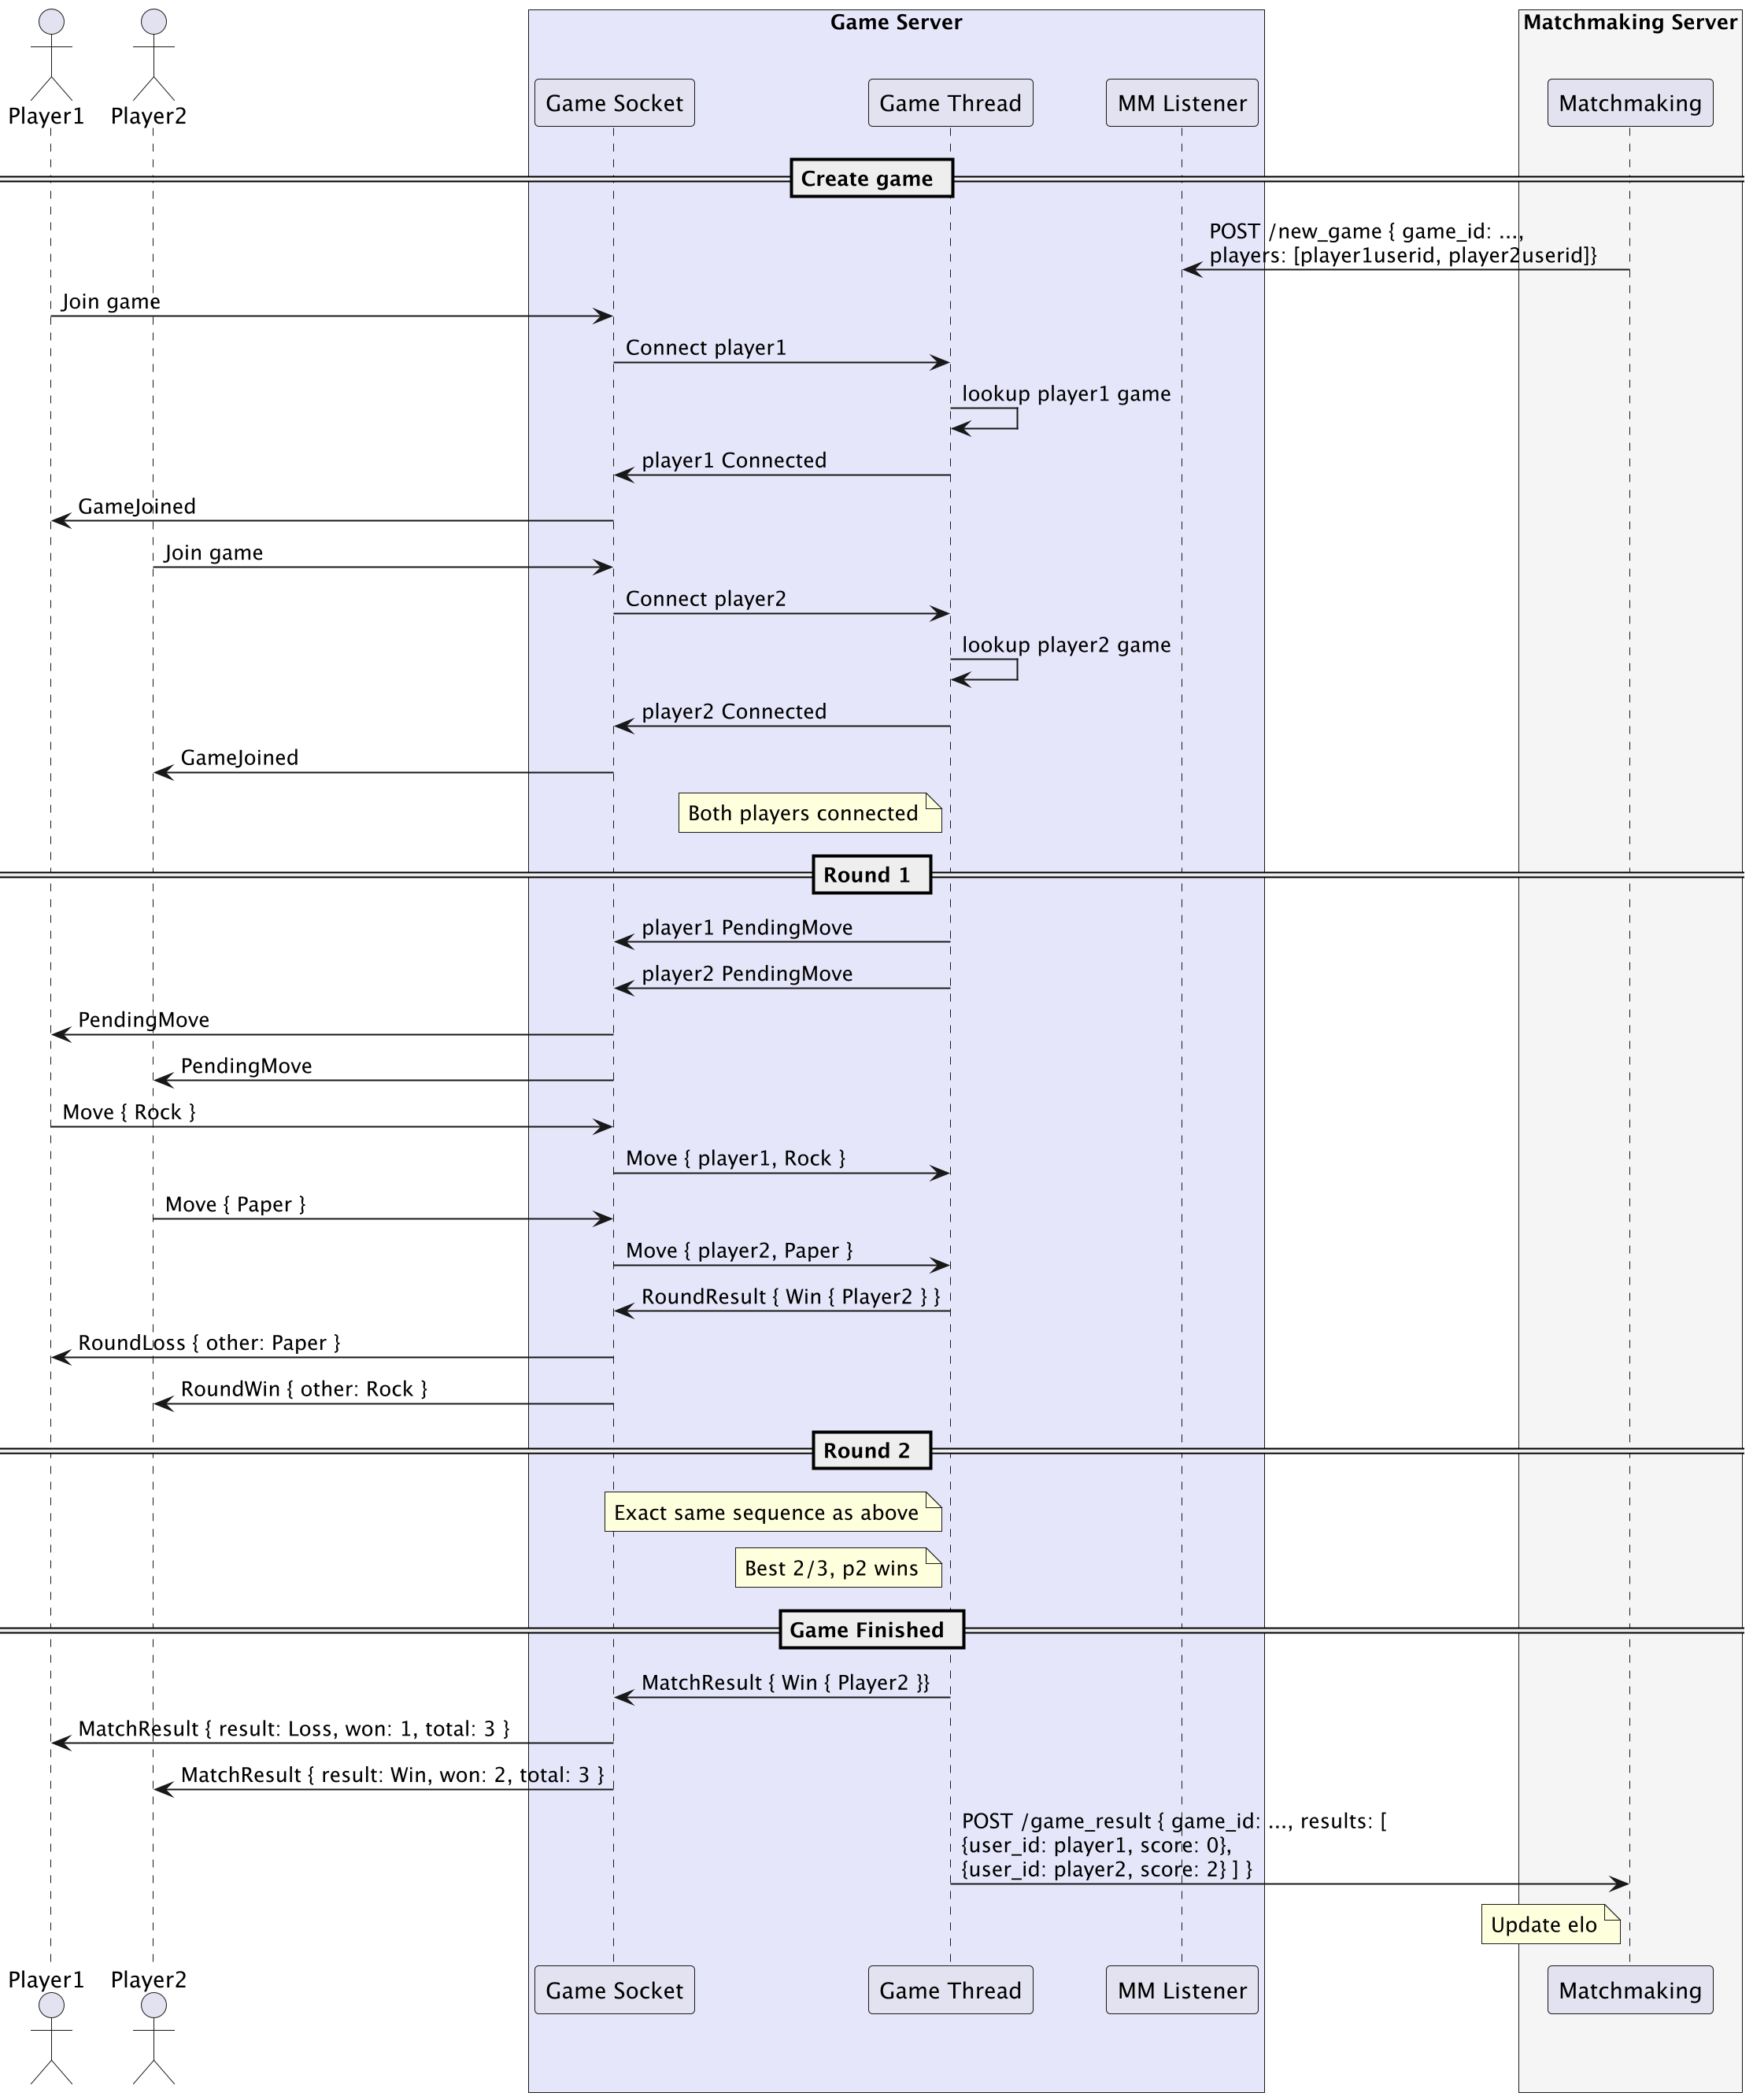 Game Server
Matchmaking Server
Player1
Player2
Game Socket
Game Thread
MM Listener
Matchmaking
Create game
POST /new_game { game_id: ...,
players: [player1userid, player2userid]}
Join game
Connect player1
lookup player1 game
player1 Connected
GameJoined
Join game
Connect player2
lookup player2 game
player2 Connected
GameJoined
Both players connected
Round 1
player1 PendingMove
player2 PendingMove
PendingMove
PendingMove
Move { Rock }
Move { player1, Rock }
Move { Paper }
Move { player2, Paper }
RoundResult { Win { Player2 } }
RoundLoss { other: Paper }
RoundWin { other: Rock }
Round 2
Exact same sequence as above
Best 2/3, p2 wins
Game Finished
MatchResult { Win { Player2 }}
MatchResult { result: Loss, won: 1, total: 3 }
MatchResult { result: Win, won: 2, total: 3 }
POST /game_result { game_id: ..., results: [
{user_id: player1, score: 0},
{user_id: player2, score: 2} ] }
Update elo
Player1
Player2
Game Socket
Game Thread
MM Listener
Matchmaking